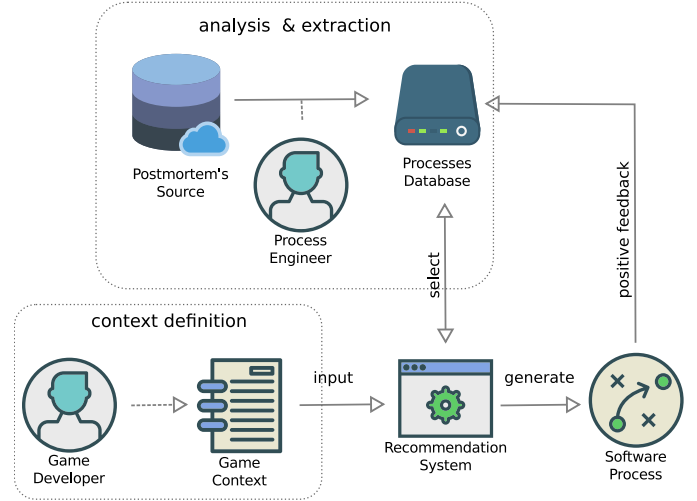 analysis & extraction
Postmortem's
Source
Process
Engineer
Processes
Database
positive feedback
select
context definition
Game
Developer
Game
Context
input
Recommendation
System
generate
Software
Process